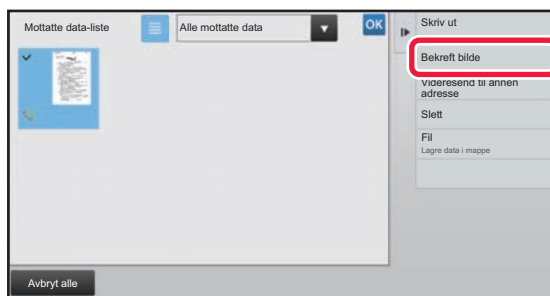 Mottatte data-liste
Alle mottatte data
OK
Skriv ut
Bekreft bilde
Videresend til annen
adresse
Slett
Fil
Lagre data i mappe
Avbryt alle